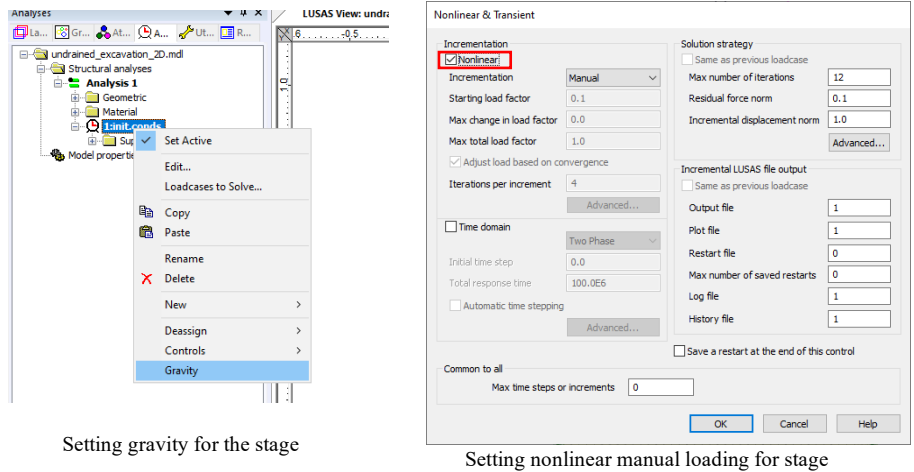 Analyses
La... Gr... At... A... Ut... R...
undrained_excavation_2D.mdl
Structural analyses
Analysis 1
Geometric
Material
1:init.conds
Su
Model properti
Set Active
Edit...
Loadcases to Solve...
Copy
Paste
Rename
Delete
New
Deassign
Controls
Gravity
LUSAS View: undra
Setting gravity for the stage
Nonlinear & Transient
Incrementation
Nonlinear
Incrementation Manual
Starting load factor 0.1
Max change in load factor 0.0
Max total load factor 1.0
Adjust load based on convergence
Iterations per increment 4
Advanced...
Time domain
Two Phase
Initial time step 0.0
Total response time 100.0E6
Automatic time stepping
Advanced...
Common to all
Max time steps or increments 0
Solution strategy
Same as previous loadcase
Max number of iterations 12
Residual force norm 0.1
Incremental displacement norm 1.0
Advanced...
Incremental LUSAS file output
Same as previous loadcase
Output file 1
Plot file 1
Restart file 0
Max number of saved restarts 0
Log file 1
History file 1
Save a restart at the end of this control
OK Cancel Help
Setting nonlinear manual loading for stage